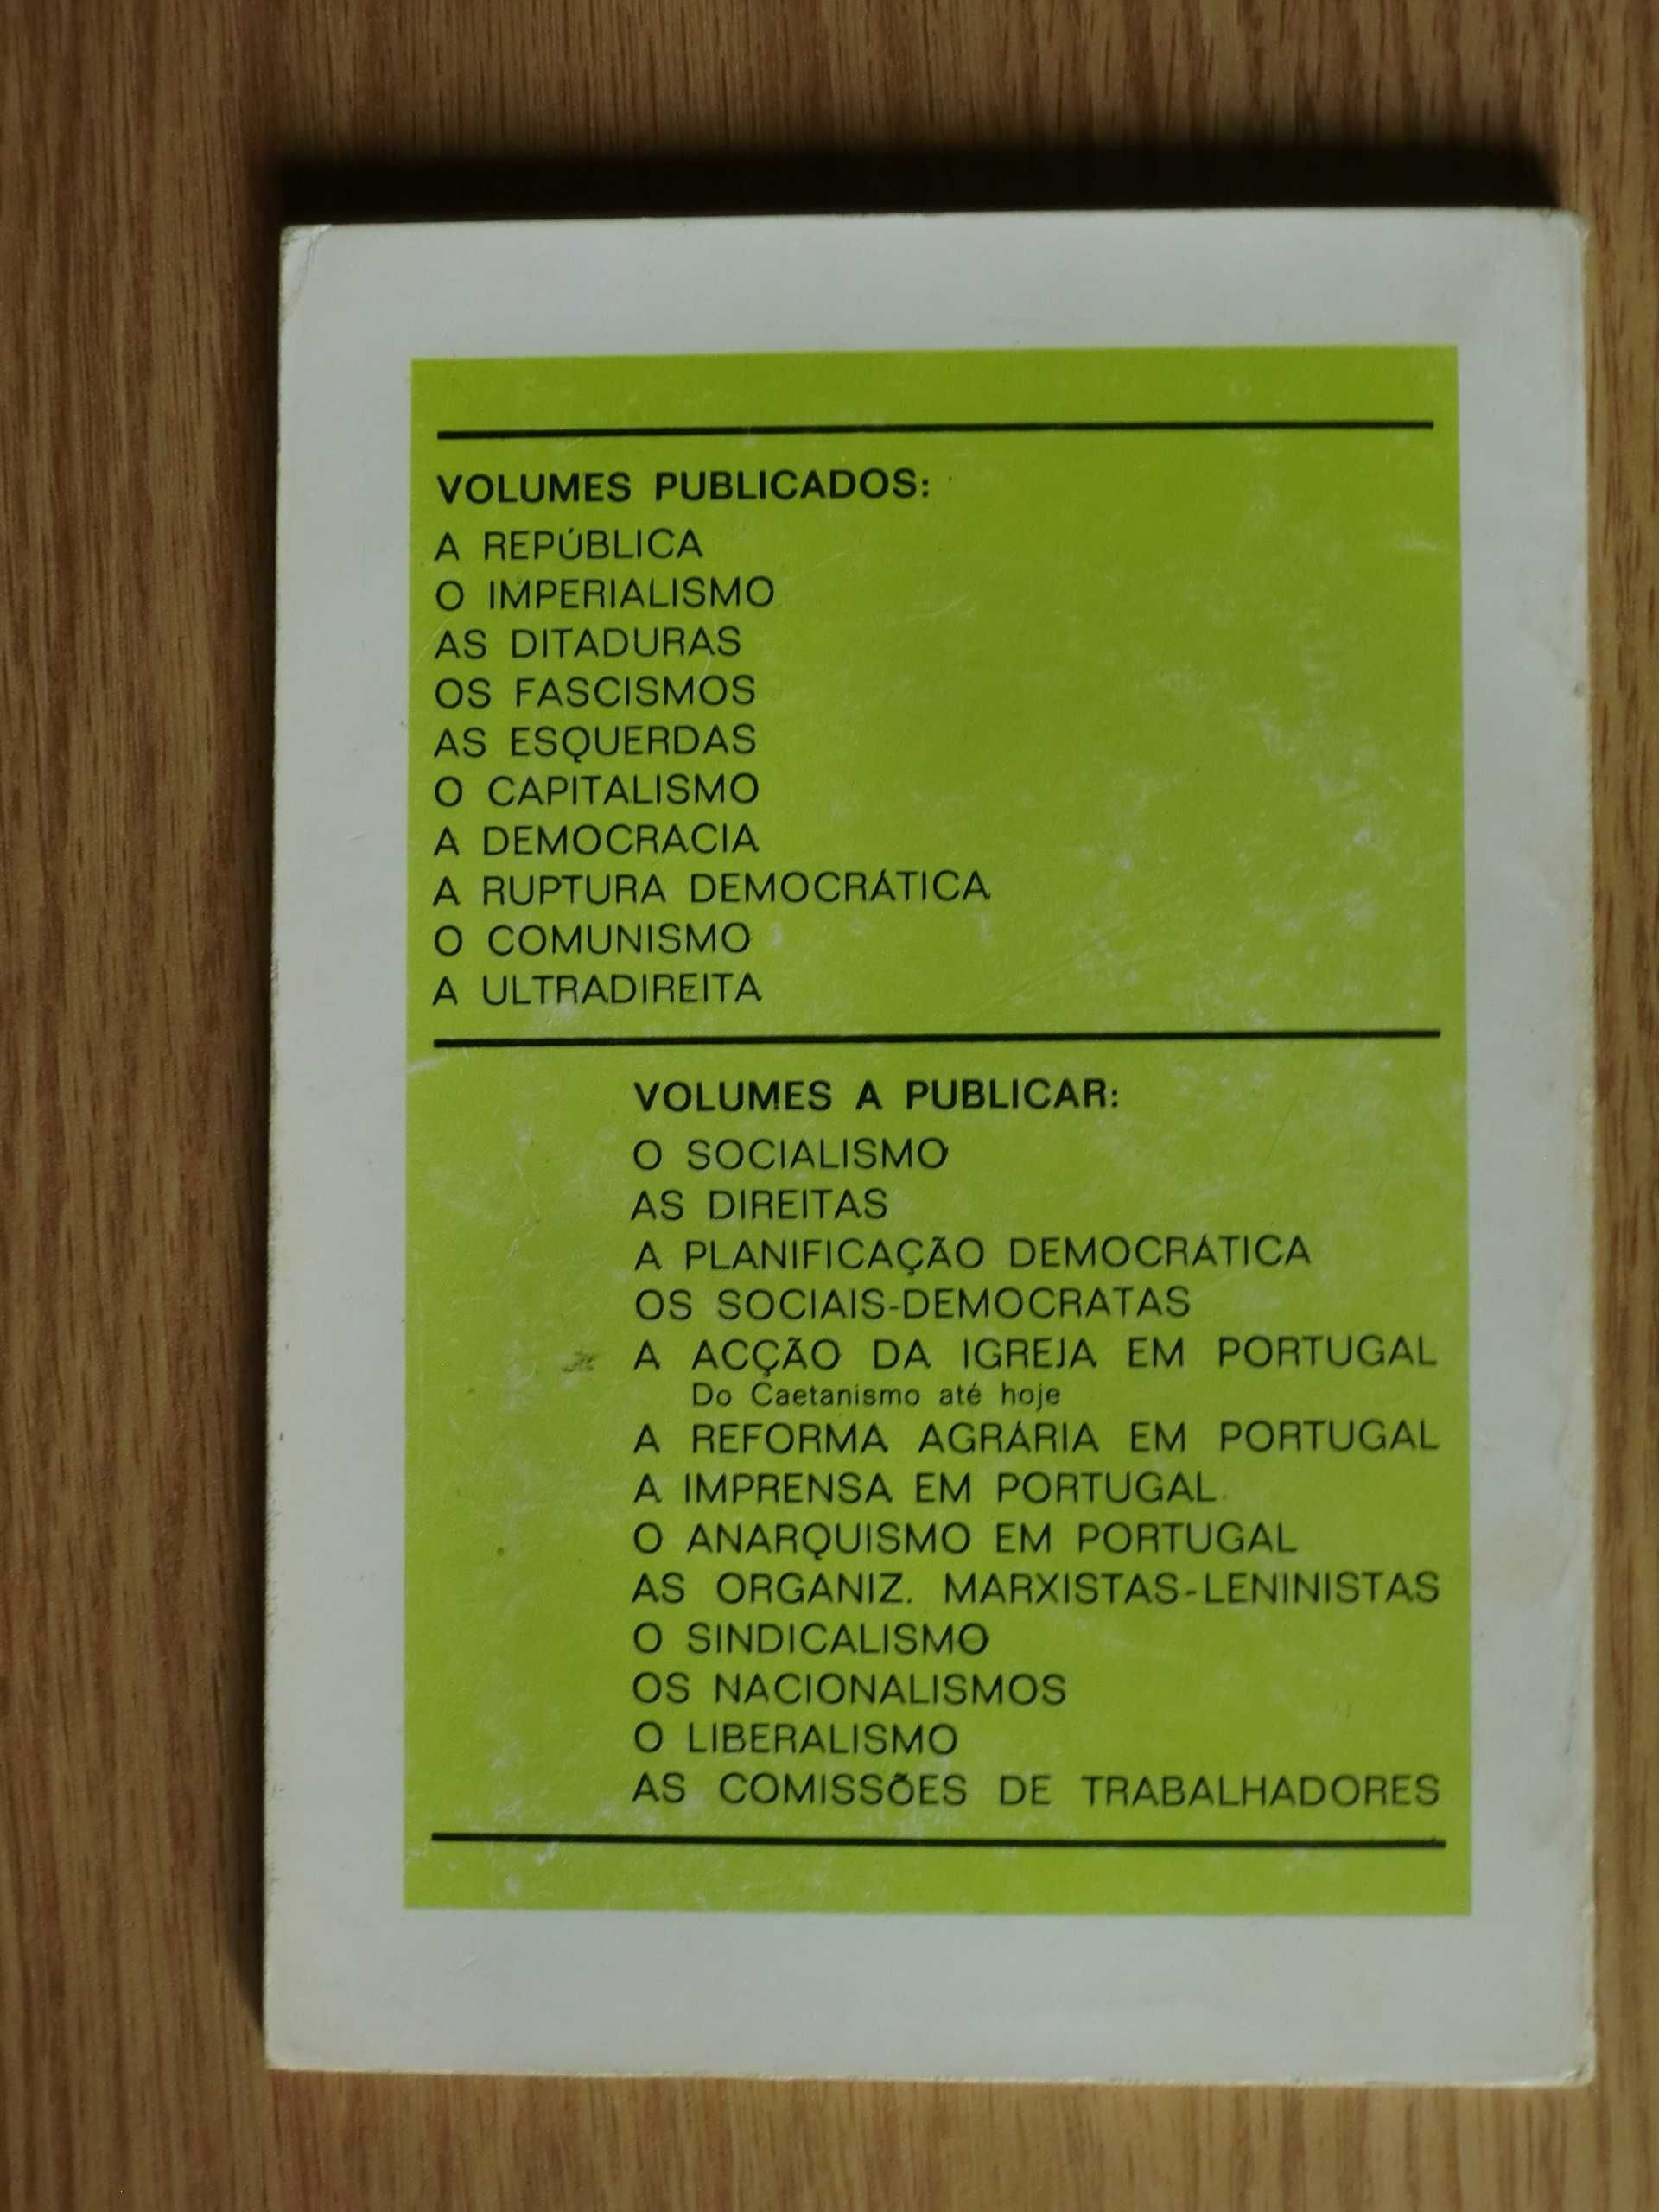 VOLUMES PUBLICADOS:
A REPÚBLICA
O IMPERIALISMO
AS DITADURAS
OS FASCISMOS
AS ESQUERDAS
O CAPITALISMO
A DEMOCRACIA
A RUPTURA DEMOCRÁTICA
O COMUNISMO
A ULTRADIREITA
VOLUMES A PUBLICAR:
O SOCIALISMO
AS DIREITAS
A PLANIFICAÇÃO DEMOCRÁTICA
OS SOCIAIS-DEMOCRATAS
A ACÇÃO DA IGREJA EM PORTUGAL
Do Caetanismo até hoje
A REFORMA AGRÁRIA EM PORTUGAL
A IMPRENSA EM PORTUGAL
O ANARQUISMO EM PORTUGAL
AS ORGANIZ. MARXISTAS-LENINISTAS
O SINDICALISMO
OS NACIONALISMOS
O LIBERALISMO
AS COMISSÕES DE TRABALHADORES